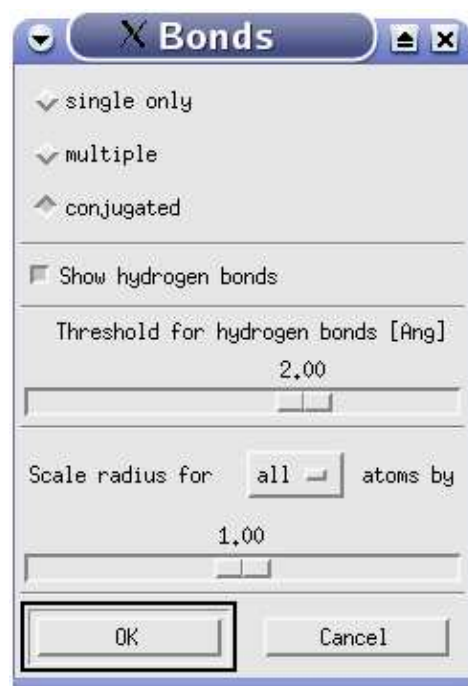 Bonds
single only
multiple
conjugated
Show hydrogen bonds
Threshold for hydrogen bonds [Ang]
2.00
Scale radius for all atoms by
1.00
OK Cancel